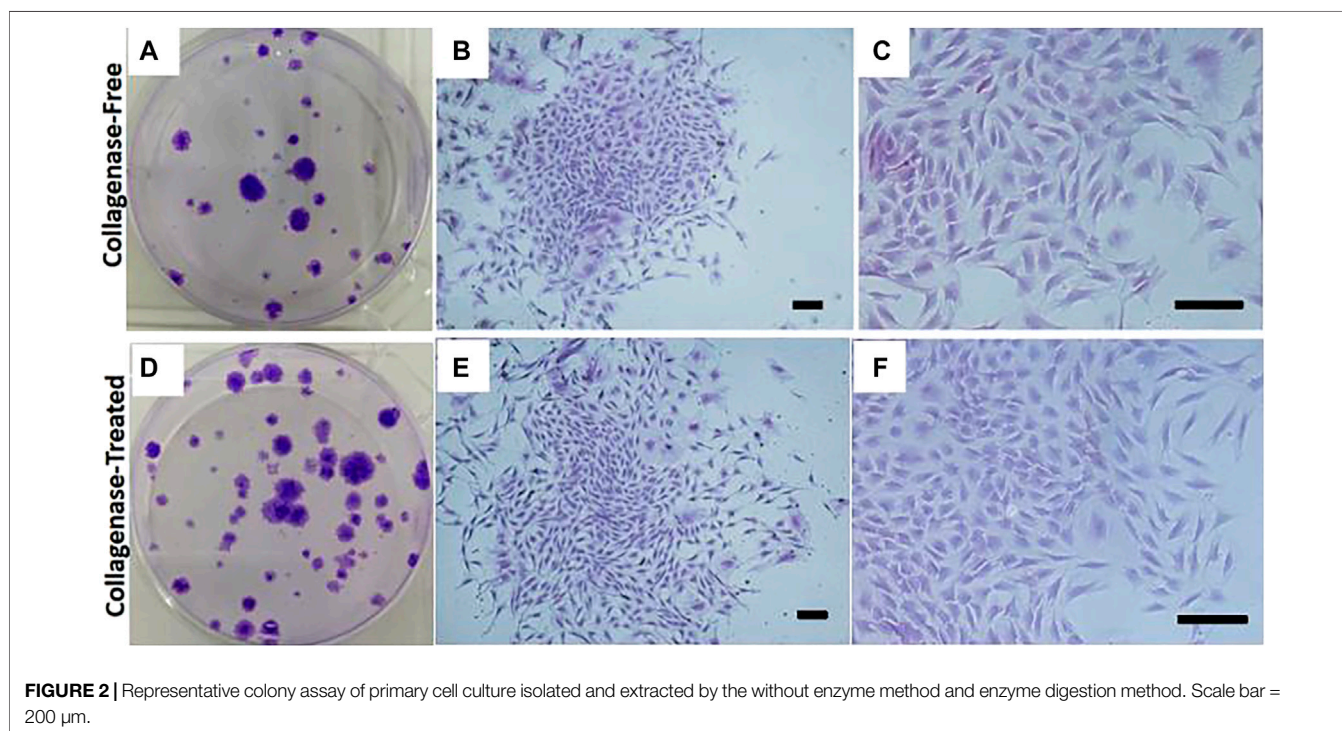 Collagenase-Free
A
B
C
Collagenase-Treated
D
E
F
FIGURE 2 | Representative colony assay of primary cell culture isolated and extracted by the without enzyme method and enzyme digestion method. Scale bar =
200 µm.